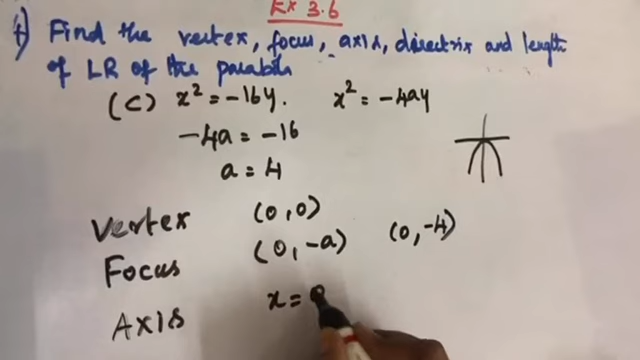 Ex 3.6
Find the vertex, focus, axis, directrix and length
of LR of the parabola
(C) x² = -16y. x² = -4ay
-4a = -16
a = 4
Vertex (0,0)
Focus (0,-a) (0,-4)
Axis x =